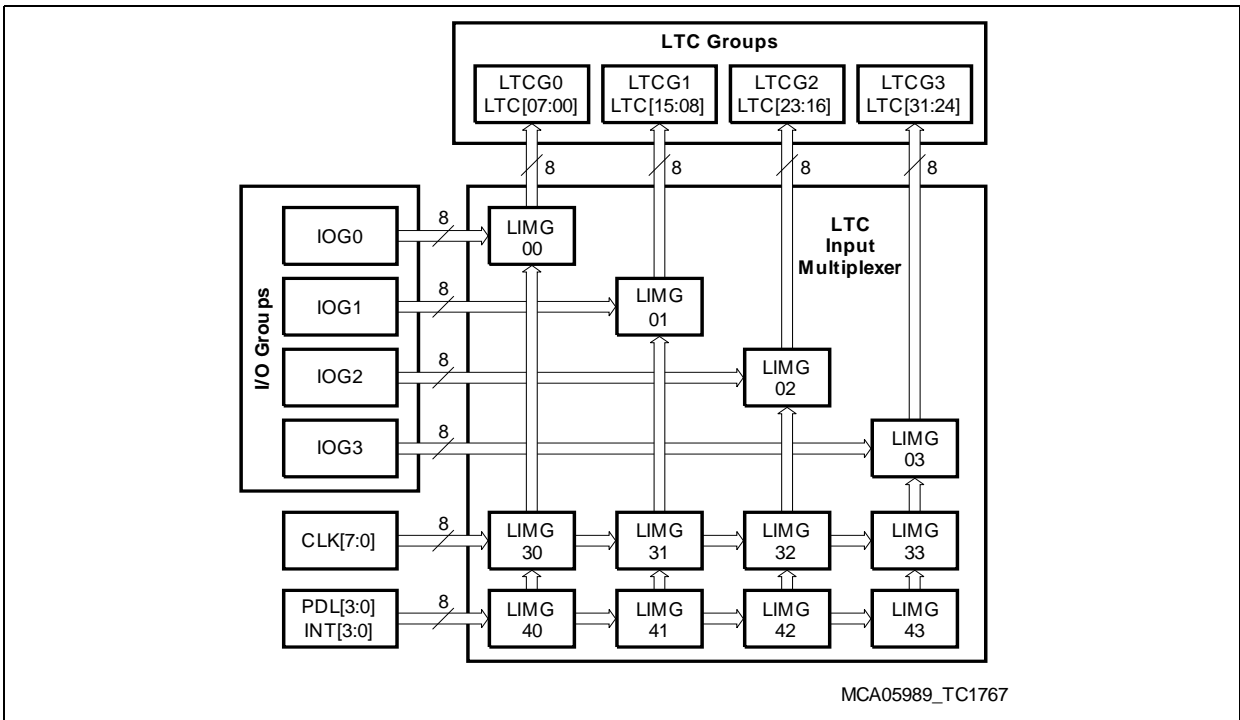 LTC Groups
LTCG0
LTC[07:00]
LTCG1
LTC[15:08]
LTCG2
LTC[23:16]
LTCG3
LTC[31:24]
8
8
8
8
I/O Groups
IOG0
8
LIMG
00
LTC
Input
Multiplexer
IOG1
8
LIMG
01
IOG2
8
LIMG
02
IOG3
8
LIMG
03
CLK[7:0]
8
LIMG
30
LIMG
31
LIMG
32
LIMG
33
PDL[3:0]
INT[3:0]
8
LIMG
40
LIMG
41
LIMG
42
LIMG
43
MCA05989_TC1767